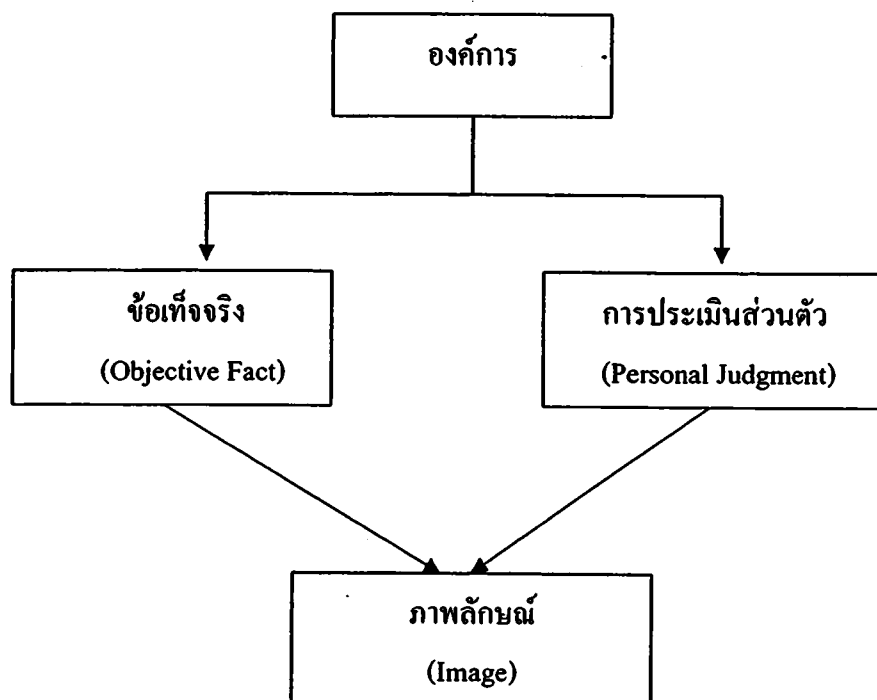 องค์การ
ข้อเท็จจริง
(Objective Fact)
การประเมินส่วนตัว
(Personal Judgment)
ภาพลักษณ์
(Image)